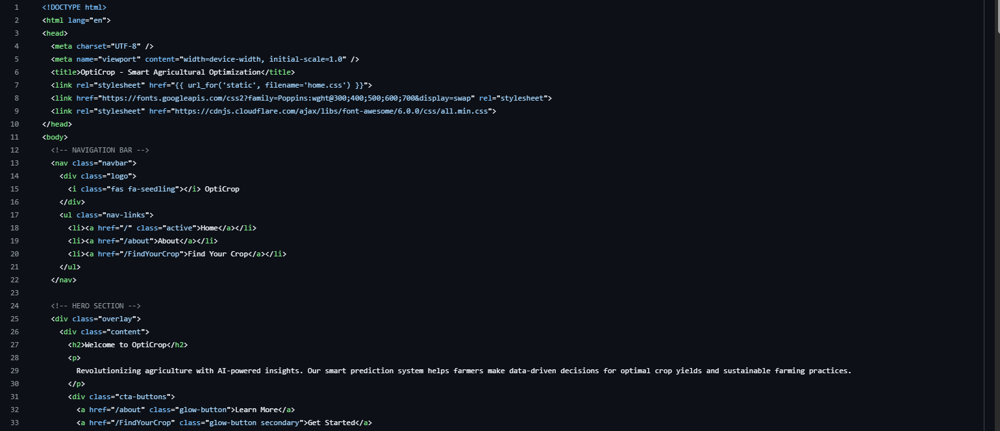 1 <!DOCTYPE html>
2 <html lang="en">
3 <head>
4   <meta charset="UTF-8" />
5   <meta name="viewport" content="width=device-width, initial-scale=1.0" />
6   <title>OptiCrop - Smart Agricultural Optimization</title>
7   <link rel="stylesheet" href="{{ url_for('static', filename='home.css') }}">
8   <link href="https://fonts.googleapis.com/css2?family=Poppins:wght@300;400;500;600;700&display=swap" rel="stylesheet">
9   <link rel="stylesheet" href="https://cdnjs.cloudflare.com/ajax/libs/font-awesome/6.0.0/css/all.min.css">
10 </head>
11 <body>
12   <!-- NAVIGATION BAR -->
13   <nav class="navbar">
14     <div class="logo">
15       <i class="fas fa-seedling"></i> OptiCrop
16     </div>
17     <ul class="nav-links">
18       <li><a href="/" class="active">Home</a></li>
19       <li><a href="/about">About</a></li>
20       <li><a href="/FindYourCrop">Find Your Crop</a></li>
21     </ul>
22   </nav>
23
24   <!-- HERO SECTION -->
25   <div class="overlay">
26     <div class="content">
27       <h2>Welcome to OptiCrop</h2>
28       <p>
29         Revolutionizing agriculture with AI-powered insights. Our smart prediction system helps farmers make data-driven decisions for optimal crop yields and sustainable farming practices.
30       </p>
31       <div class="cta-buttons">
32         <a href="/about" class="glow-button">Learn More</a>
33         <a href="/FindYourCrop" class="glow-button secondary">Get Started</a>